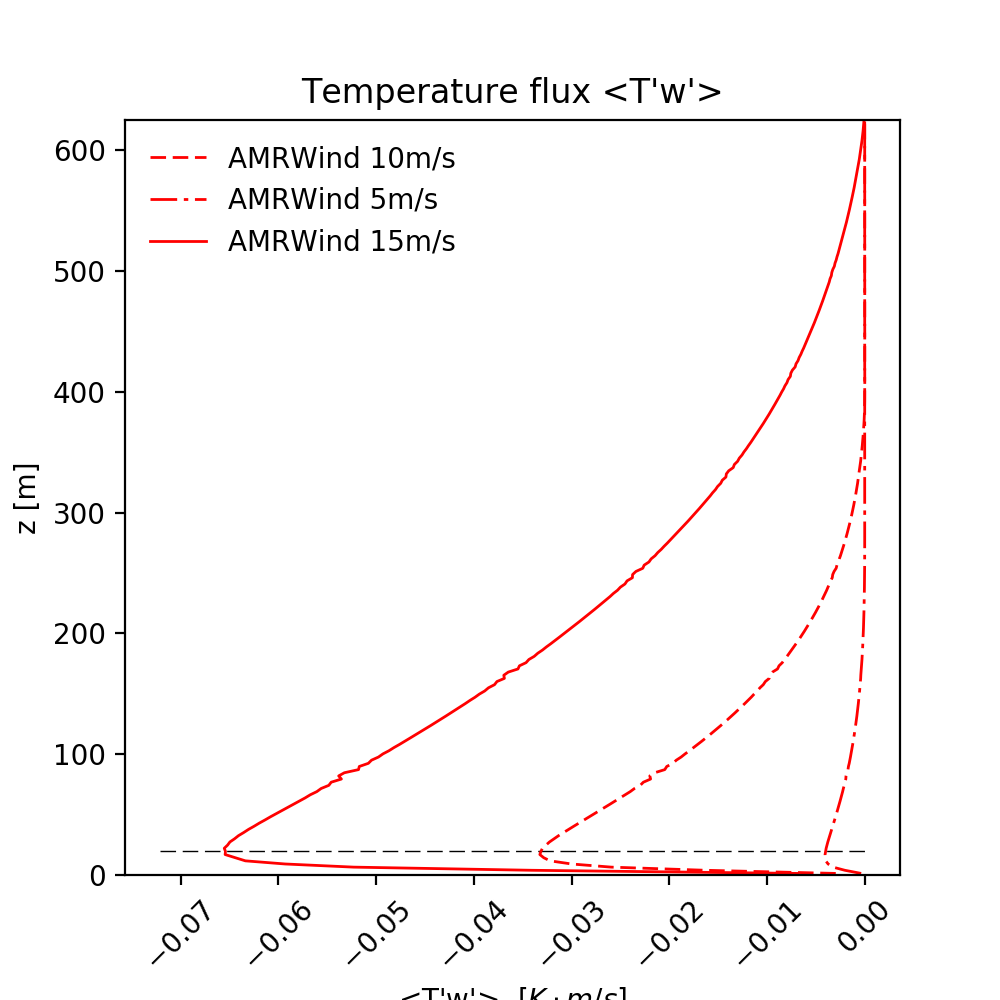 Temperature flux <T'w'>
AMRWind 10m/s
AMRWind 5m/s
AMRWind 15m/s
600
500
400
300
200
100
0
z [m]
−0.07
−0.06
−0.05
−0.04
−0.03
−0.02
−0.01
0.00
<T'w'>, [K · m/s]